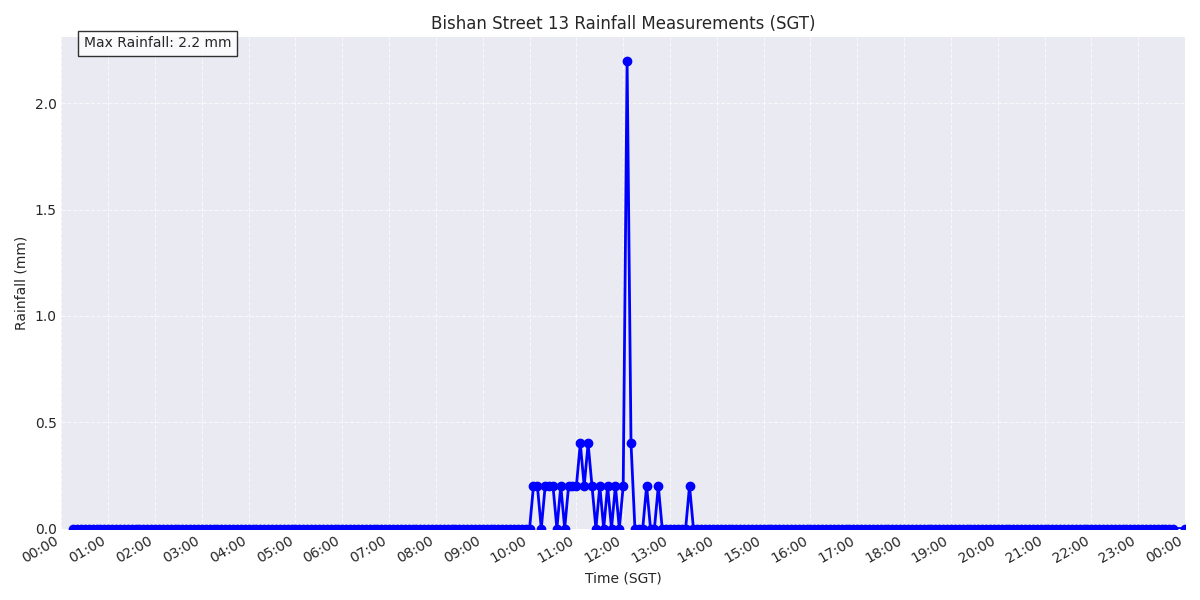 Bishan Street 13 Rainfall Measurements (SGT)
Max Rainfall: 2.2 mm
2.0
1.5
1.0
0.5
0.0
Rainfall (mm)
00:00 01:00 02:00 03:00 04:00 05:00 06:00 07:00 08:00 09:00 10:00 11:00 12:00 13:00 14:00 15:00 16:00 17:00 18:00 19:00 20:00 21:00 22:00 23:00 00:00
Time (SGT)